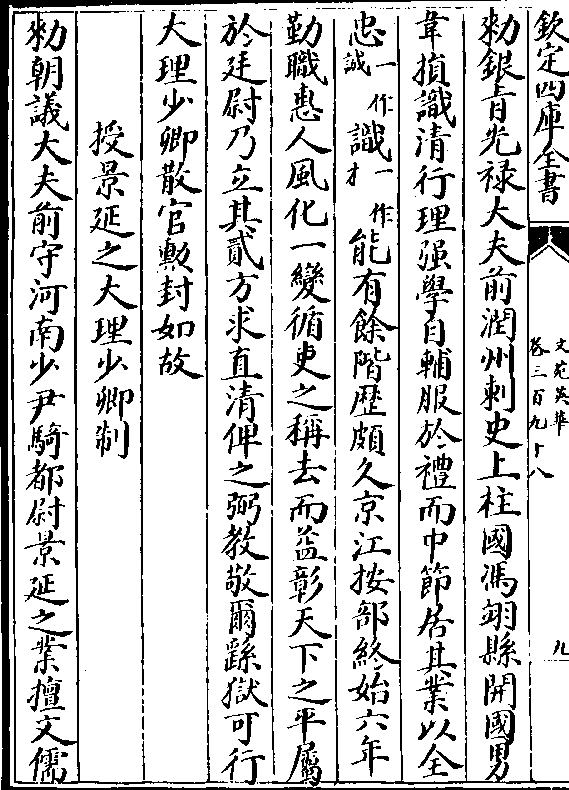 欽定四庫全書
文苑英華
卷三百九十八
九
勑銀青光禄大夫前潤州刺史上柱國馮翊縣開國男
韋損識清行理强學自輔服於禮而中節居其業以全
忠一作誠識一作才能有餘階歴頗久京江按部終始六年
勤職惠人風化一變循吏之稱去而益彰天下之平屬
於廷尉乃立其貳方求直清俾之弼教敬爾繇獄可行
大理少卿散官勲封如故
授景延之大理少卿制
勑朝議大夫前守河南少尹騎都尉景延之業擅文儒